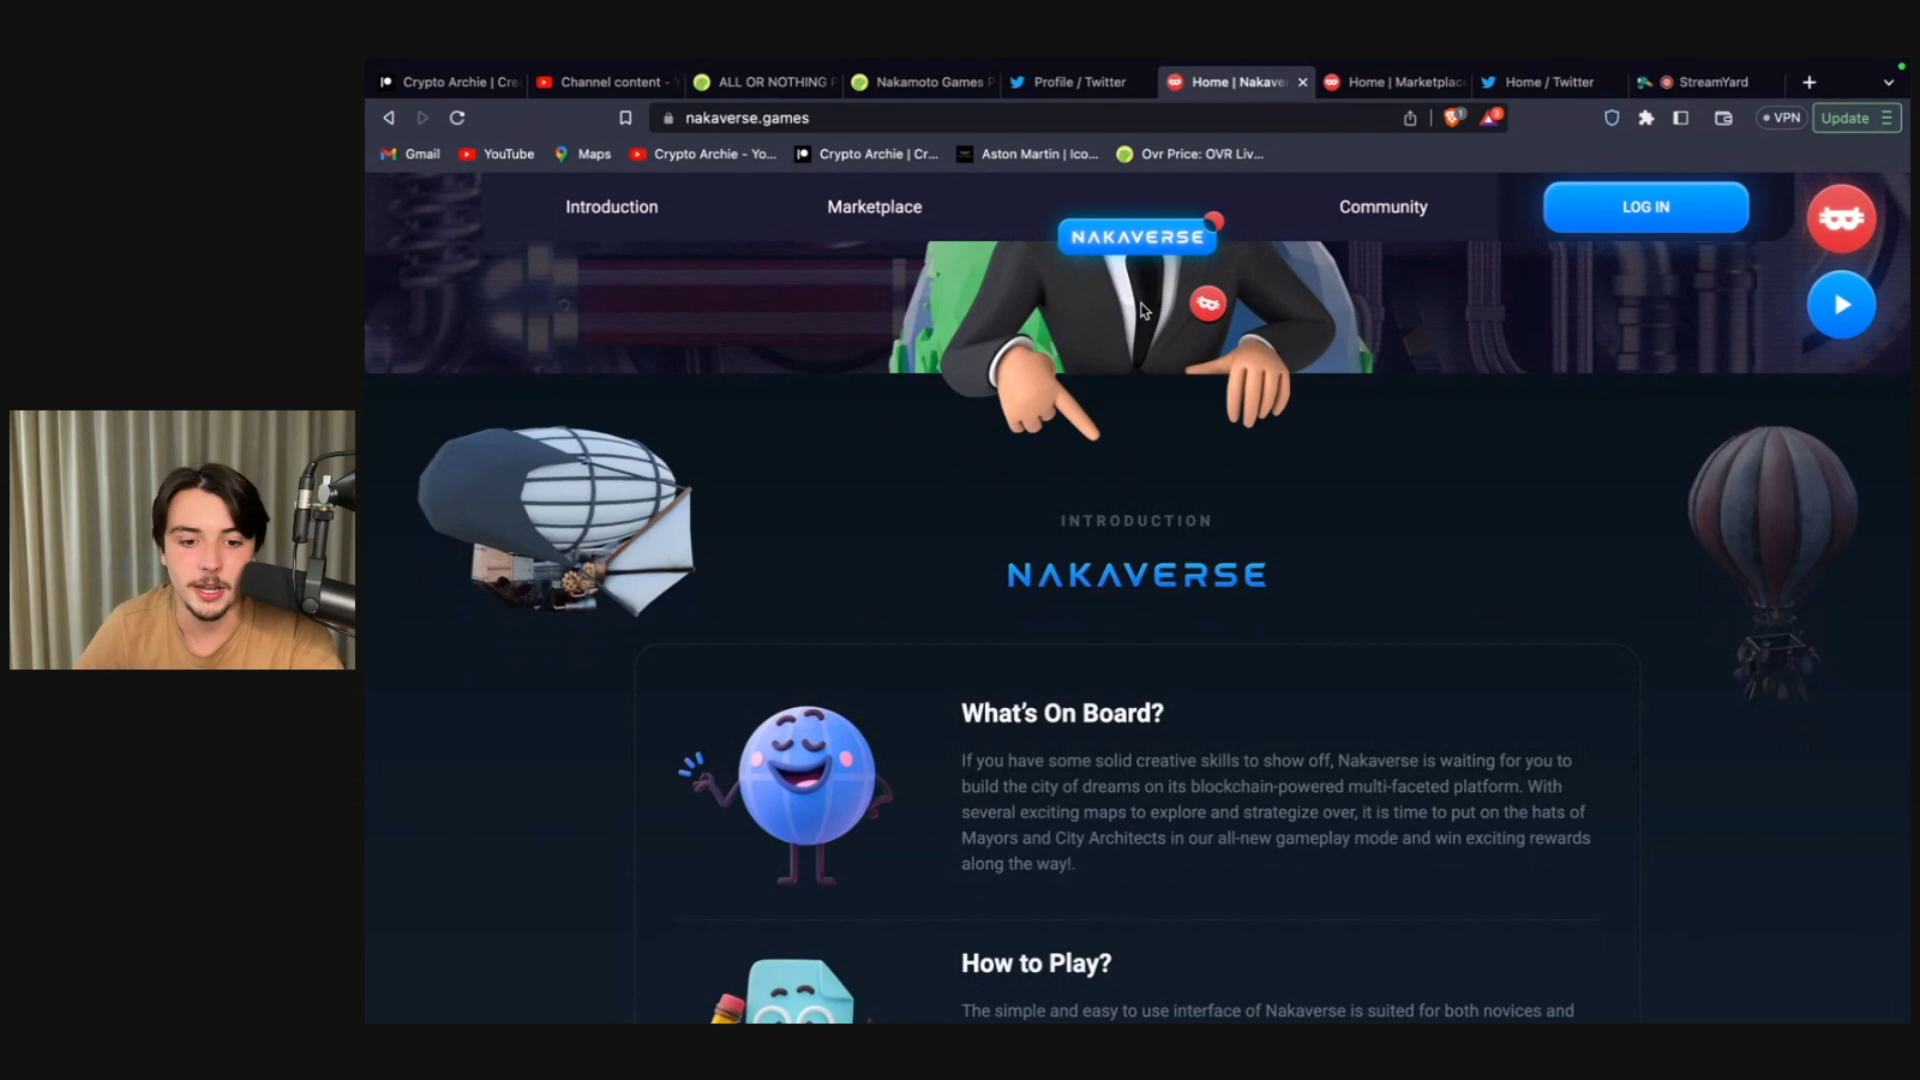 Crypto Archie | Cre
Channel content -
ALL OR NOTHING
Nakamoto Games P
Profile / Twitter
Home | Nakave
Home | Marketplac
Home / Twitter
StreamYard
nakaverse.games
1
3
VPN
Update
Gmail
YouTube
Maps
Crypto Archie - Yo...
Crypto Archie | Cr...
Aston Martin | Ico...
Ovr Price: OVR Liv...
Introduction
Marketplace
NAKAVERSE
Community
LOG IN
INTRODUCTION
NAKAVERSE
What's On Board?
If you have some solid creative skills to show off, Nakaverse is waiting for you to
build the city of dreams on its blockchain-powered multi-faceted platform. With
several exciting maps to explore and strategize over, it is time to put on the hats of
Mayors and City Architects in our all-new gameplay mode and win exciting rewards
along the way!.
How to Play?
The simple and easy to use interface of Nakaverse is suited for both novices and